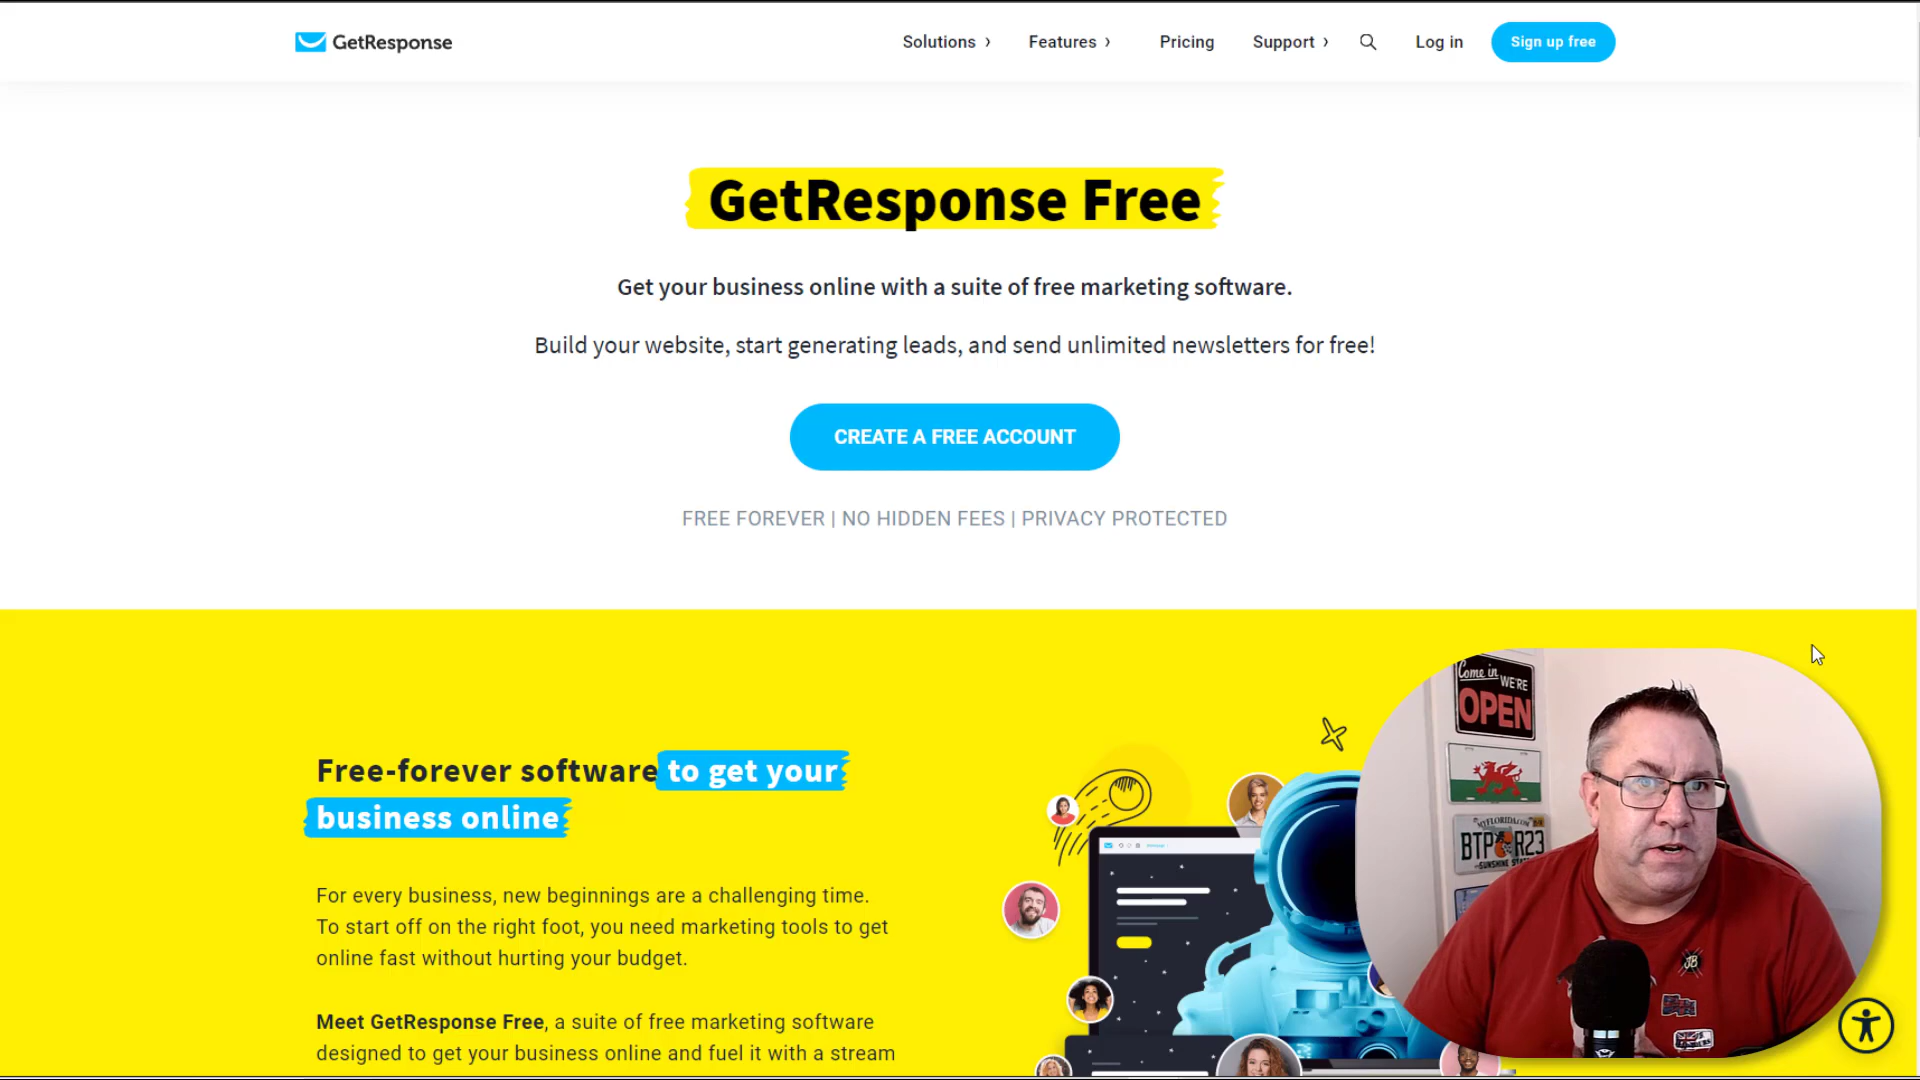 GetResponse
Solutions › Features › Pricing Support › Log in Sign up free
GetResponse Free
Get your business online with a suite of free marketing software.
Build your website, start generating leads, and send unlimited newsletters for free!
CREATE A FREE ACCOUNT
FREE FOREVER | NO HIDDEN FEES | PRIVACY PROTECTED
Free-forever software to get your
business online
For every business, new beginnings are a challenging time.
To start off on the right foot, you need marketing tools to get
online fast without hurting your budget.
Meet GetResponse Free, a suite of free marketing software
designed to get your business online and fuel it with a stream
Come in
WE'RE
OPEN
MYFLORIDA.COM
BTP R23
JB